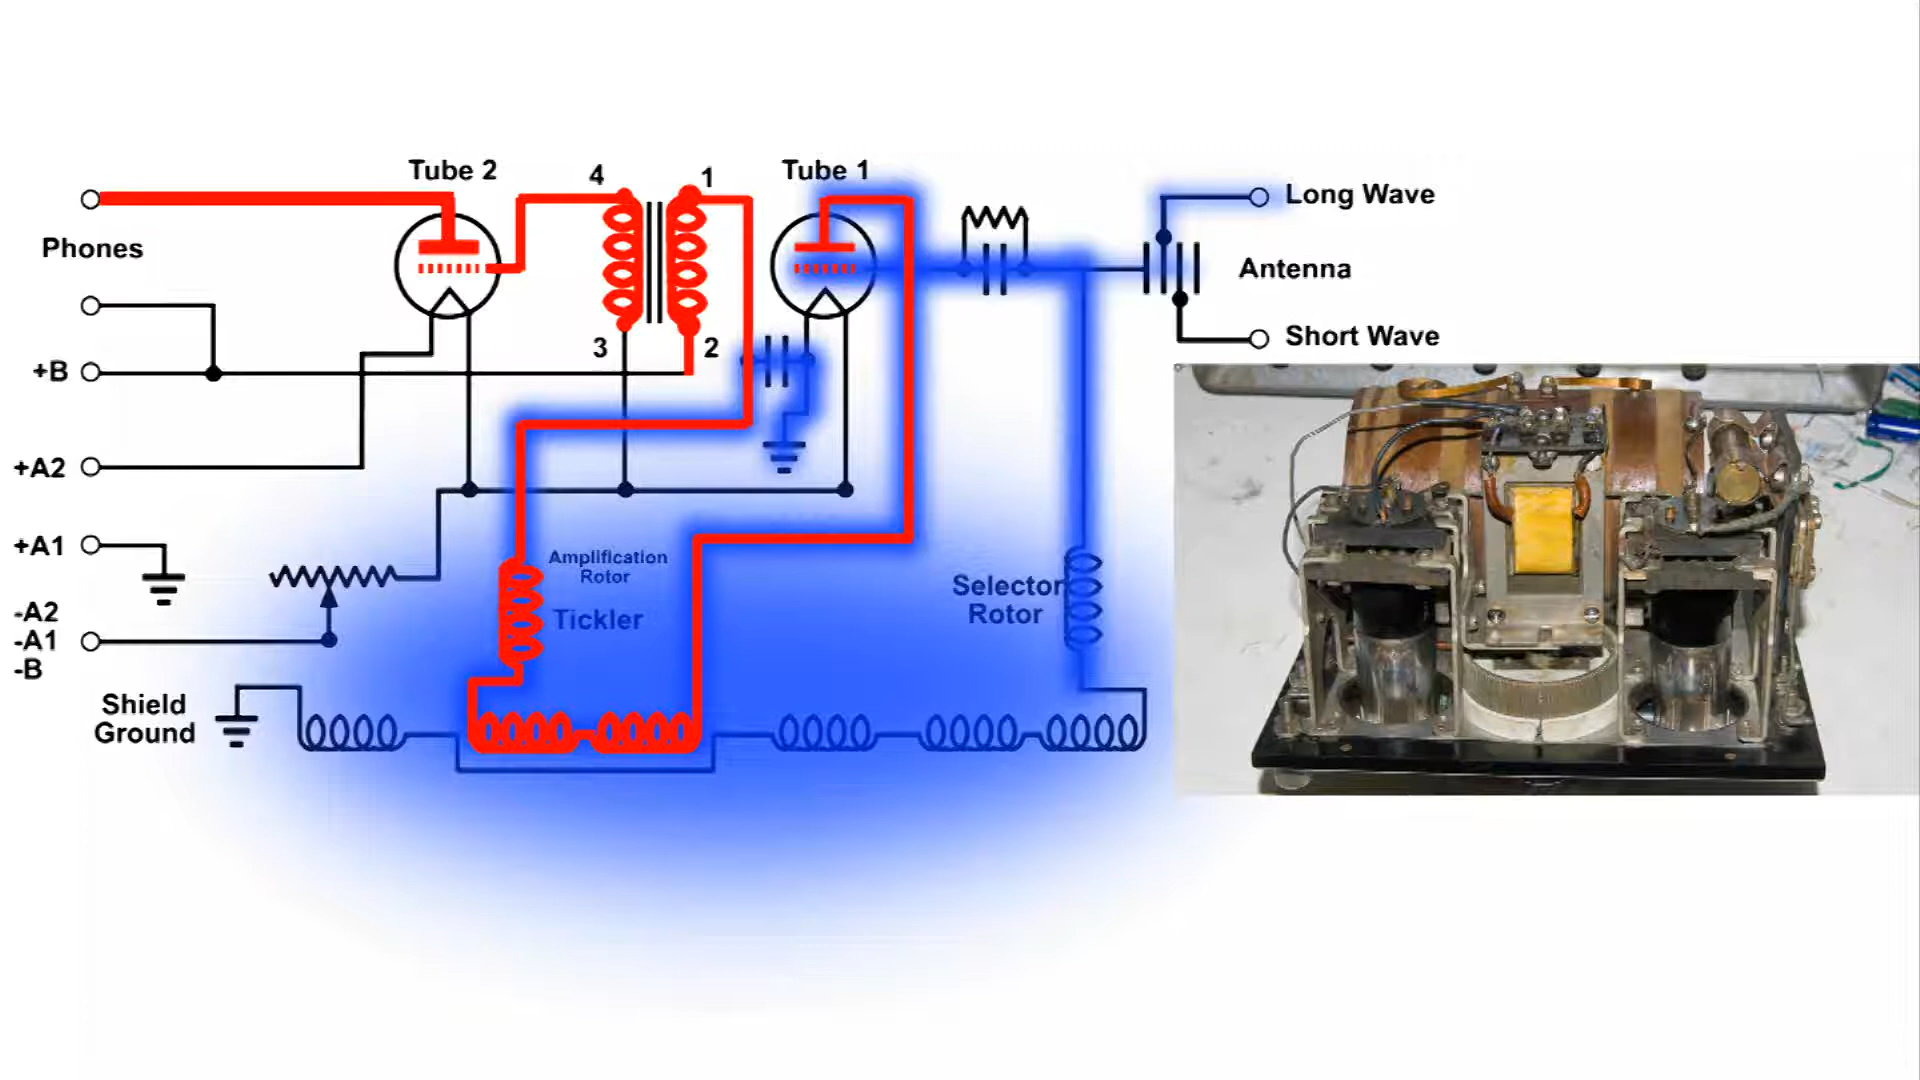 Tube 2
4
1
Tube 1
Long Wave
Phones
Antenna
Short Wave
3
2
+B
+A2
+A1
Amplification
Rotor
Tickler
Selector
Rotor
-A2
-A1
-B
Shield
Ground